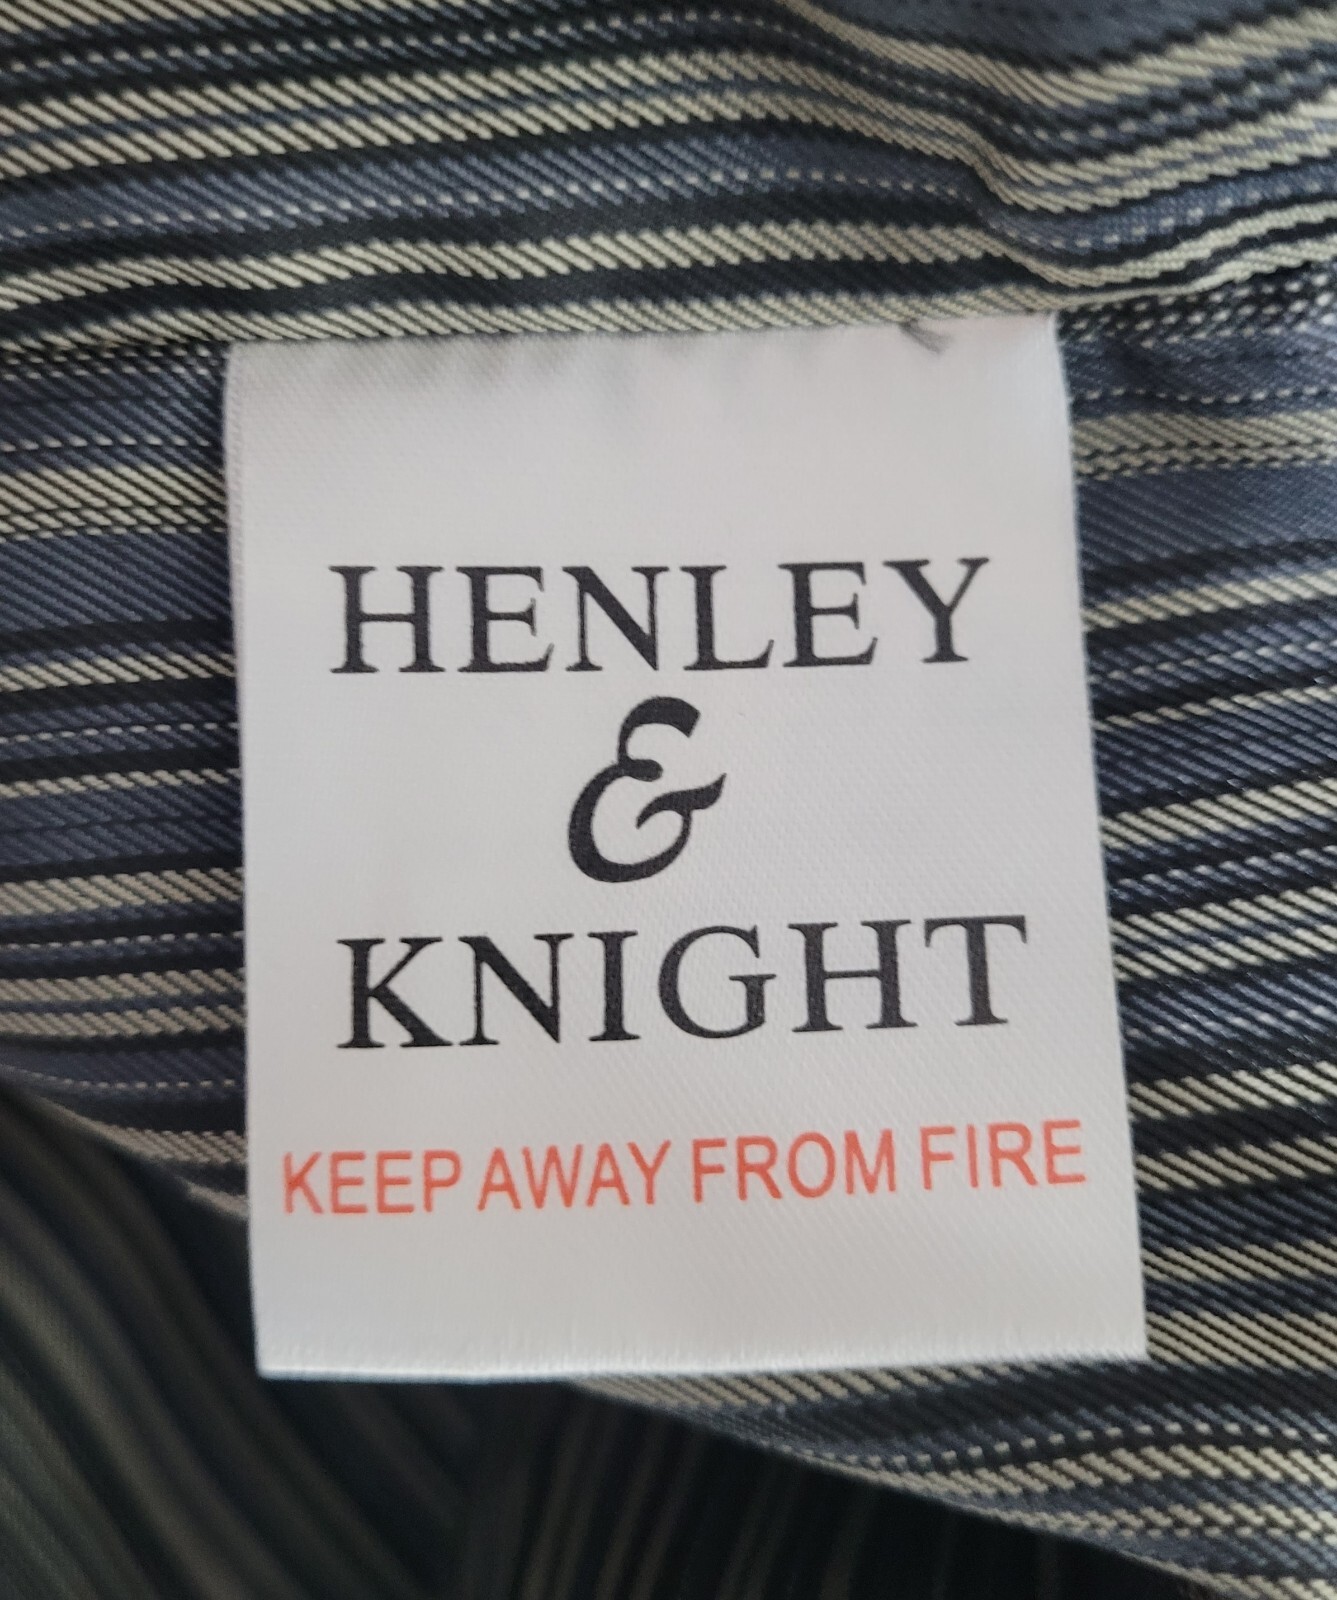 HENLEY
&
KNIGHT
KEEP AWAY FROM FIRE